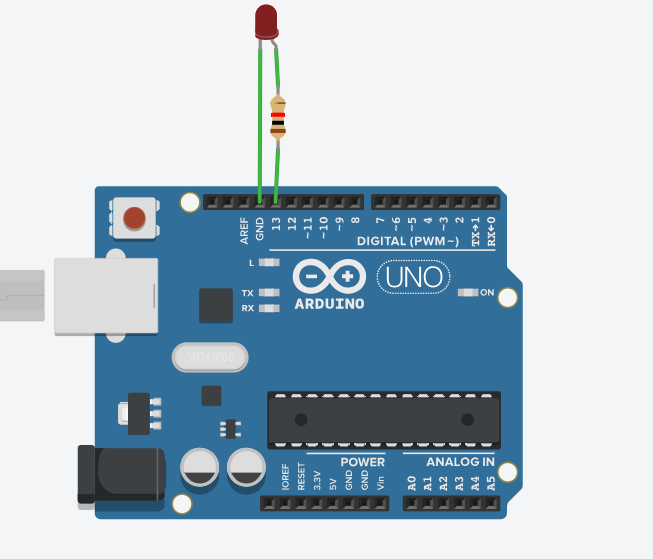 AREF
GND
13
12
~11
~10
~9
8
7
~6
~5
4
~3
2
TX→1
RX←0
DIGITAL (PWM~)
L
TX
RX
UNO
ON
ARDUINO
SPK16.000G
POWER
ANALOG IN
IOREF
RESET
3.3V
5V
GND
GND
Vin
A0
A1
A2
A3
A4
A5